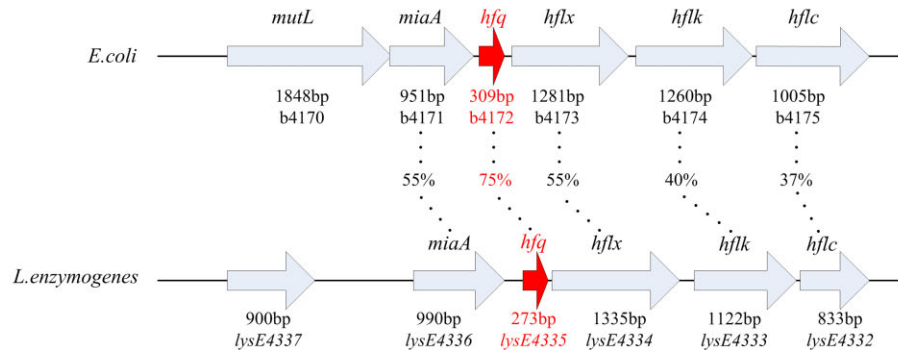 mutL miaA hfq hflx hflk hflc
E.coli
1848bp 951bp 309bp 1281bp 1260bp 1005bp
b4170 b4171 b4172 b4173 b4174 b4175
55% 75% 55% 40% 37%
miaA hfq hflx hflk hflc
L.enzymogenes
900bp 990bp 273bp 1335bp 1122bp 833bp
lysE4337 lysE4336 lysE4335 lysE4334 lysE4333 lysE4332